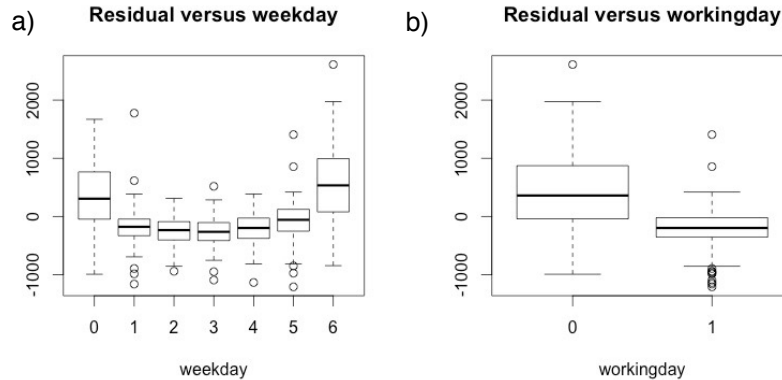 a)
Residual versus weekday
2000
1000
0
-1000
0 1 2 3 4 5 6
weekday
b)
Residual versus workingday
2000
1000
0
-1000
0 1
workingday